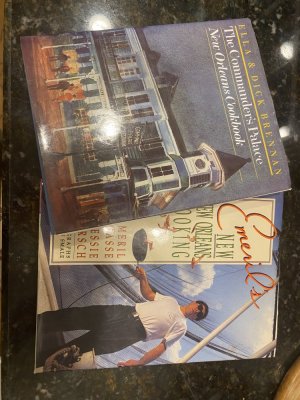 ELLA & DICK BRENNAN
The Commander's Palace
New Orleans Cookbook
Emeril's
NEW
NEW ORLEANS
COOKING
EMERIL
LAGASSE
JESSIE
TIRSCH